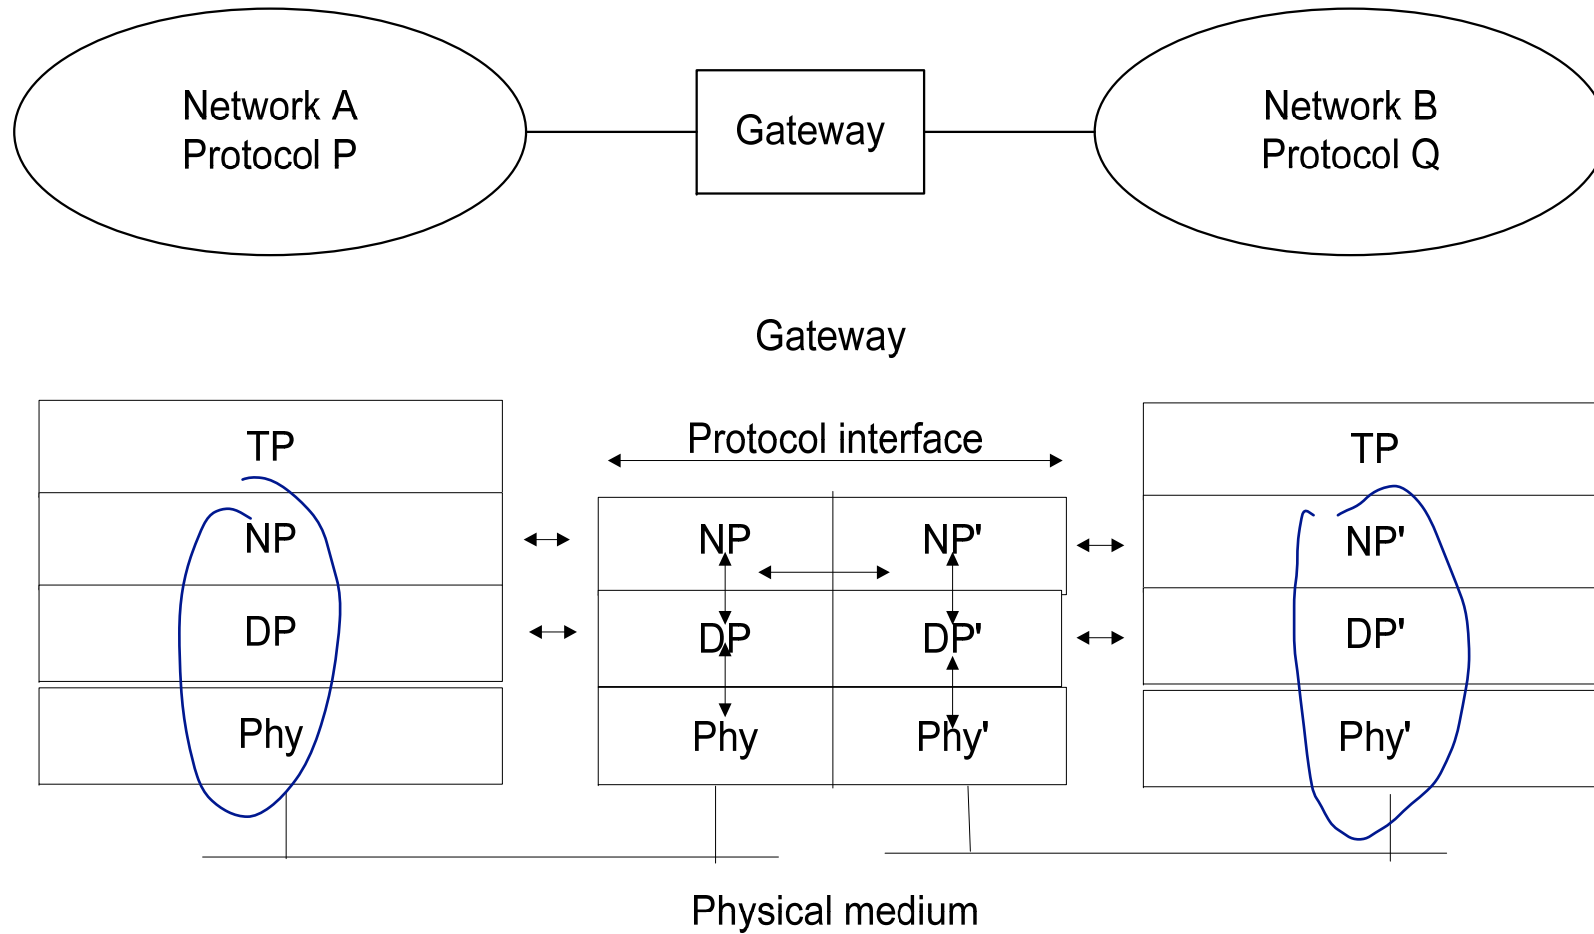 Network A
Protocol P
Gateway
Network B
Protocol Q
Gateway
Protocol interface
TP
TP
NP
NP
NP'
NP'
DP
DP
DP'
DP'
Phy
Phy
Phy'
Phy'
Physical medium